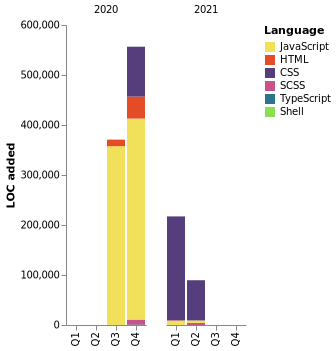 2020
2021
Language
JavaScript
HTML
CSS
SCSS
TypeScript
Shell
LOC added
600,000
500,000
400,000
300,000
200,000
100,000
0
Q1
Q2
Q3
Q4
Q1
Q2
Q3
Q4